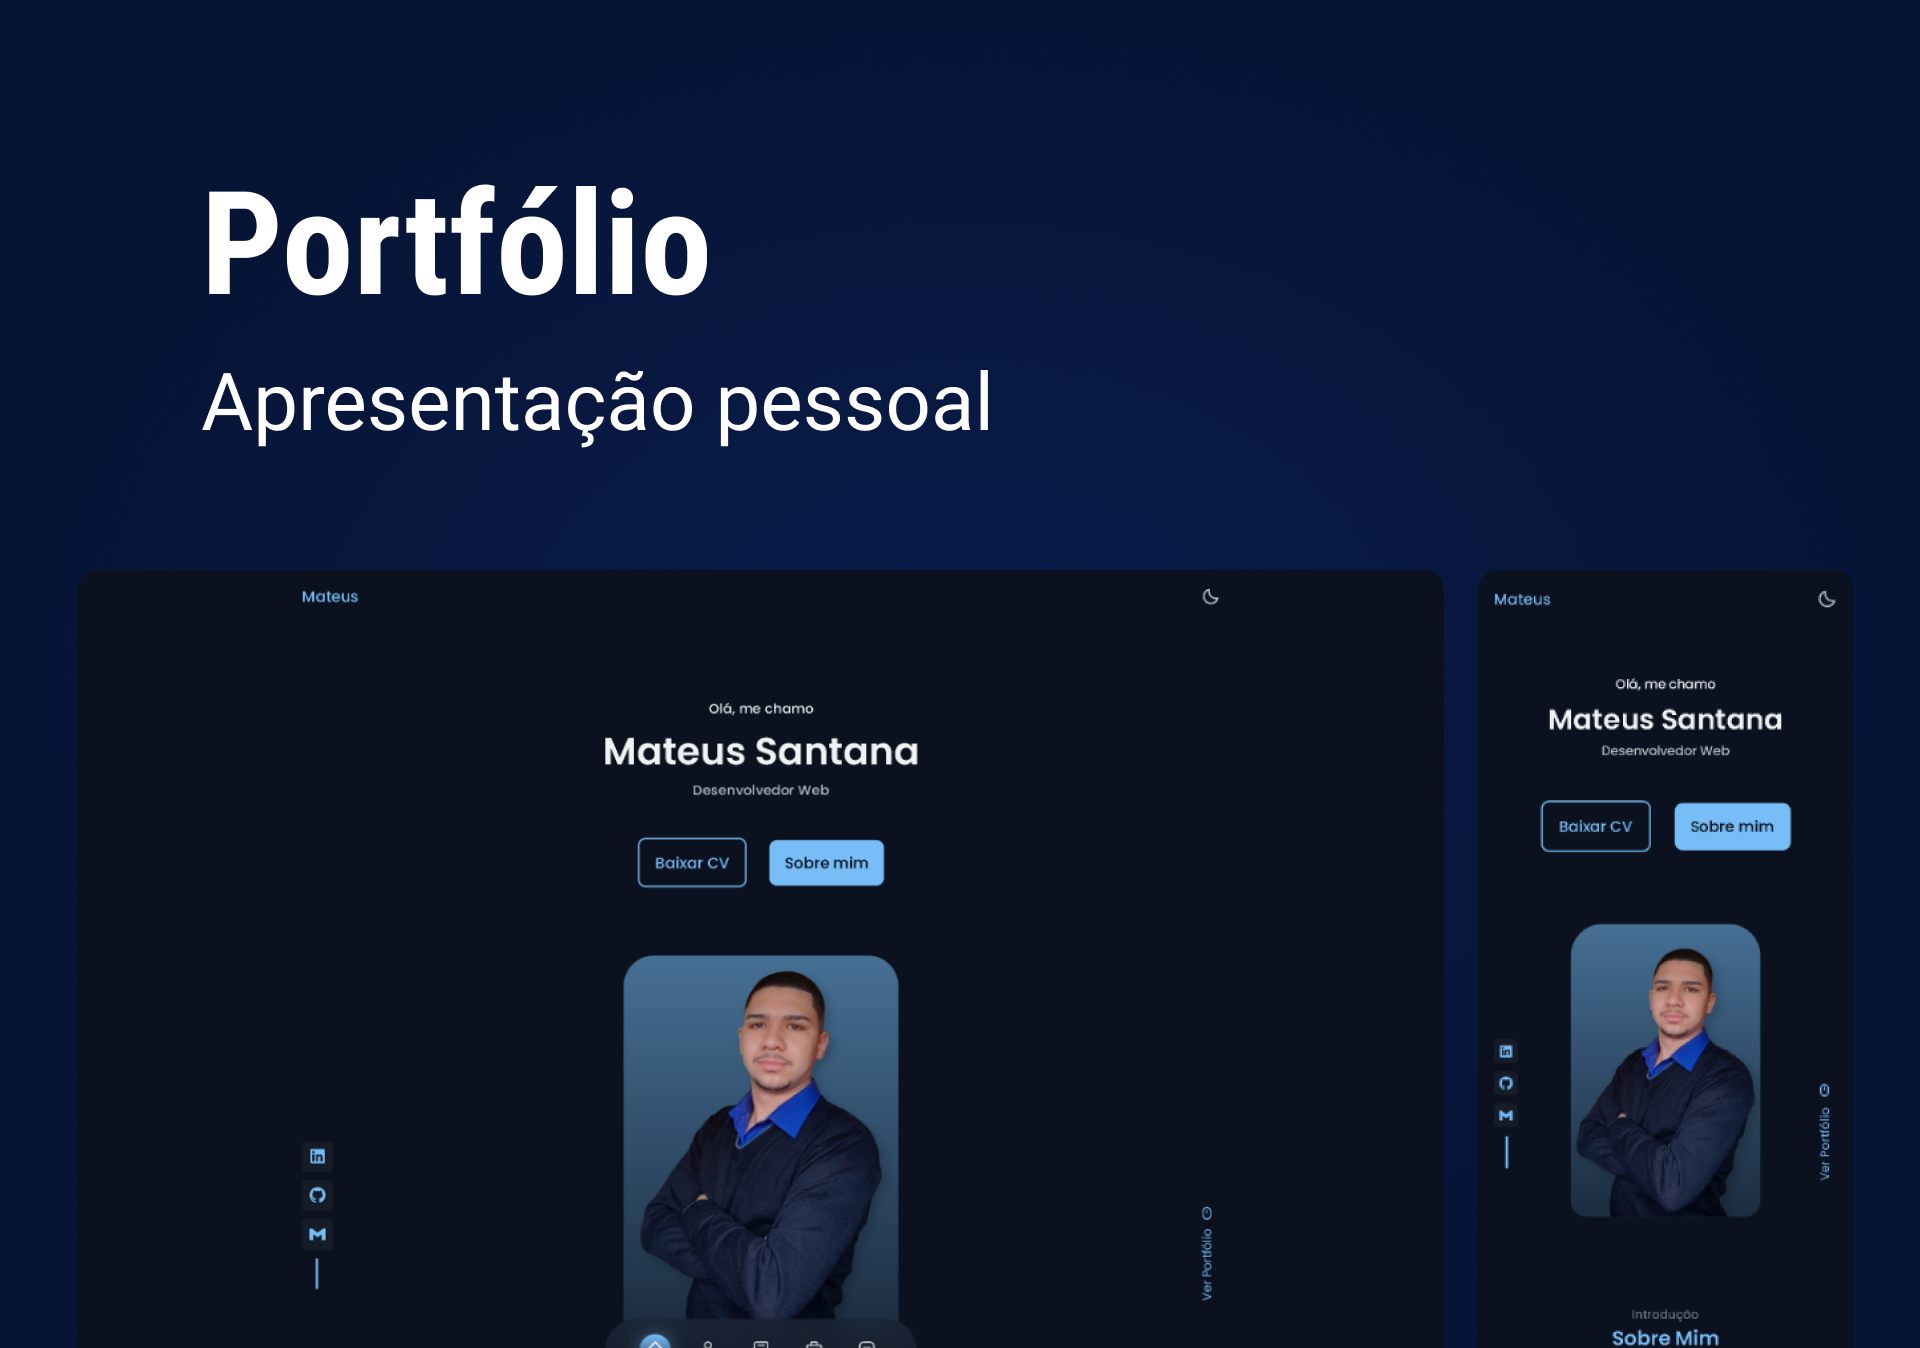 Portfólio
Apresentação pessoal
Mateus
Olá, me chamo
Mateus Santana
Desenvolvedor Web
Baixar CV
Sobre mim
Ver Portfólio
Mateus
Olá, me chamo
Mateus Santana
Desenvolvedor Web
Baixar CV
Sobre mim
Ver Portfólio
Introdução
Sobre Mim